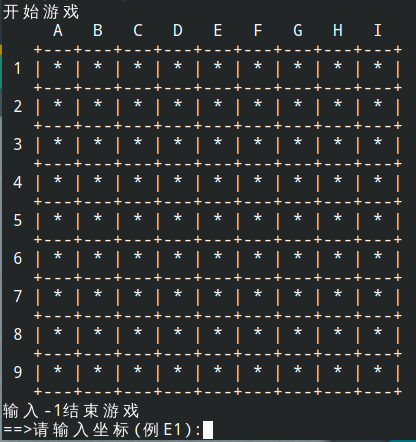 开始游戏
A B C D E F G H I
+---+---+---+---+---+---+---+---+---+
1 | * | * | * | * | * | * | * | * | * |
+---+---+---+---+---+---+---+---+---+
2 | * | * | * | * | * | * | * | * | * |
+---+---+---+---+---+---+---+---+---+
3 | * | * | * | * | * | * | * | * | * |
+---+---+---+---+---+---+---+---+---+
4 | * | * | * | * | * | * | * | * | * |
+---+---+---+---+---+---+---+---+---+
5 | * | * | * | * | * | * | * | * | * |
+---+---+---+---+---+---+---+---+---+
6 | * | * | * | * | * | * | * | * | * |
+---+---+---+---+---+---+---+---+---+
7 | * | * | * | * | * | * | * | * | * |
+---+---+---+---+---+---+---+---+---+
8 | * | * | * | * | * | * | * | * | * |
+---+---+---+---+---+---+---+---+---+
9 | * | * | * | * | * | * | * | * | * |
+---+---+---+---+---+---+---+---+---+
输入-1结束游戏
==>请输入坐标(例E1):